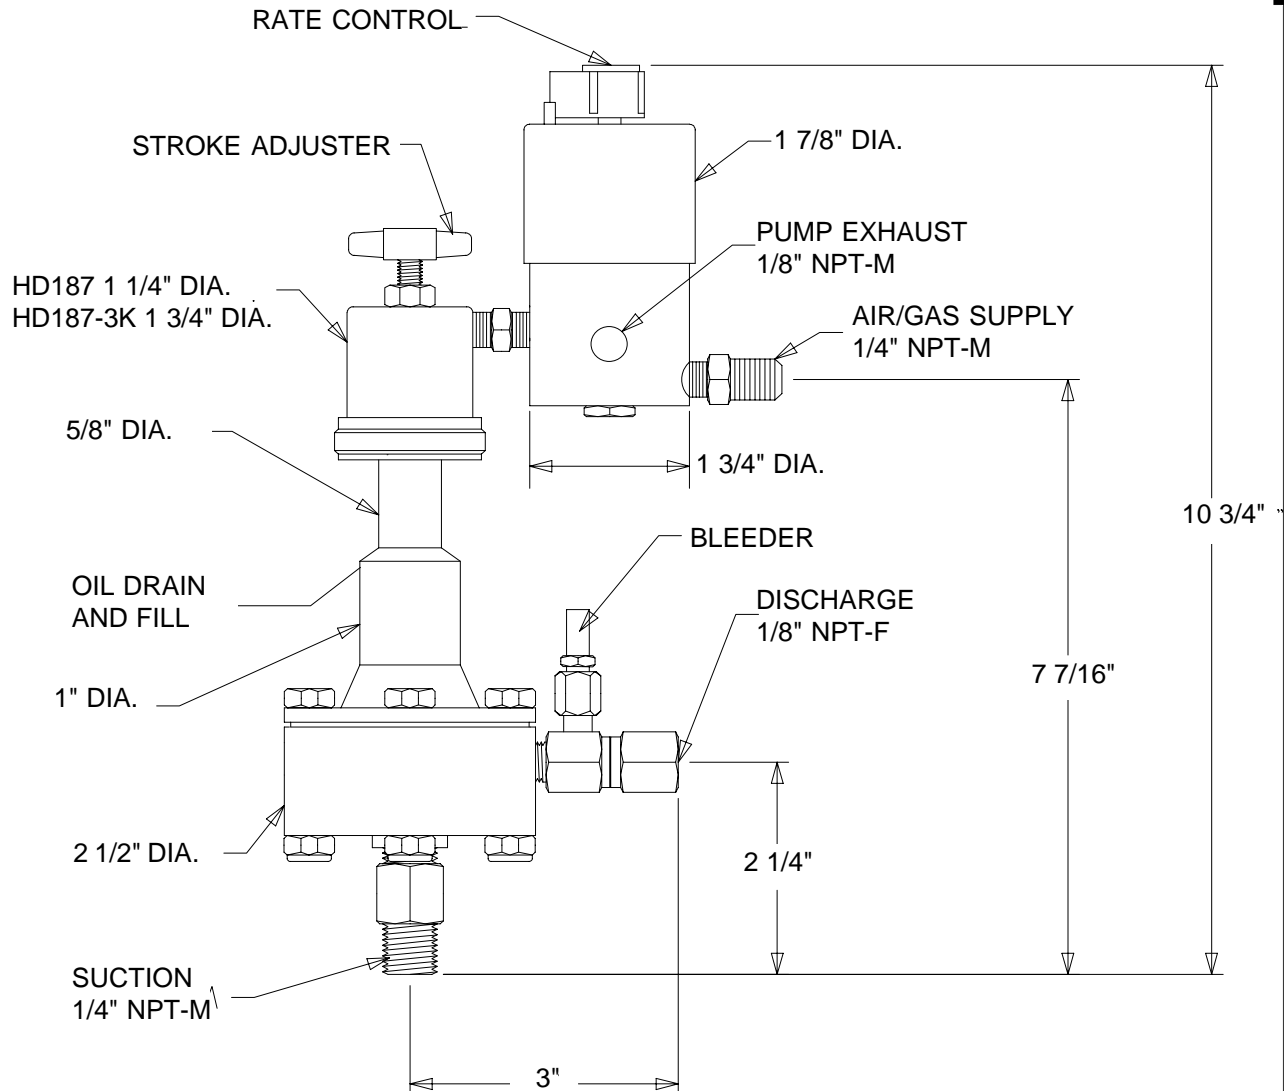 RATE CONTROL
STROKE ADJUSTER
1 7/8" DIA.
PUMP EXHAUST
1/8" NPT-M
HD187 1 1/4" DIA.
HD187-3K 1 3/4" DIA.
AIR/GAS SUPPLY
1/4" NPT-M
5/8" DIA.
1 3/4" DIA.
10 3/4"
BLEEDER
OIL DRAIN
AND FILL
DISCHARGE
1/8" NPT-F
7 7/16"
1" DIA.
2 1/2" DIA.
2 1/4"
SUCTION
1/4" NPT-M
3"